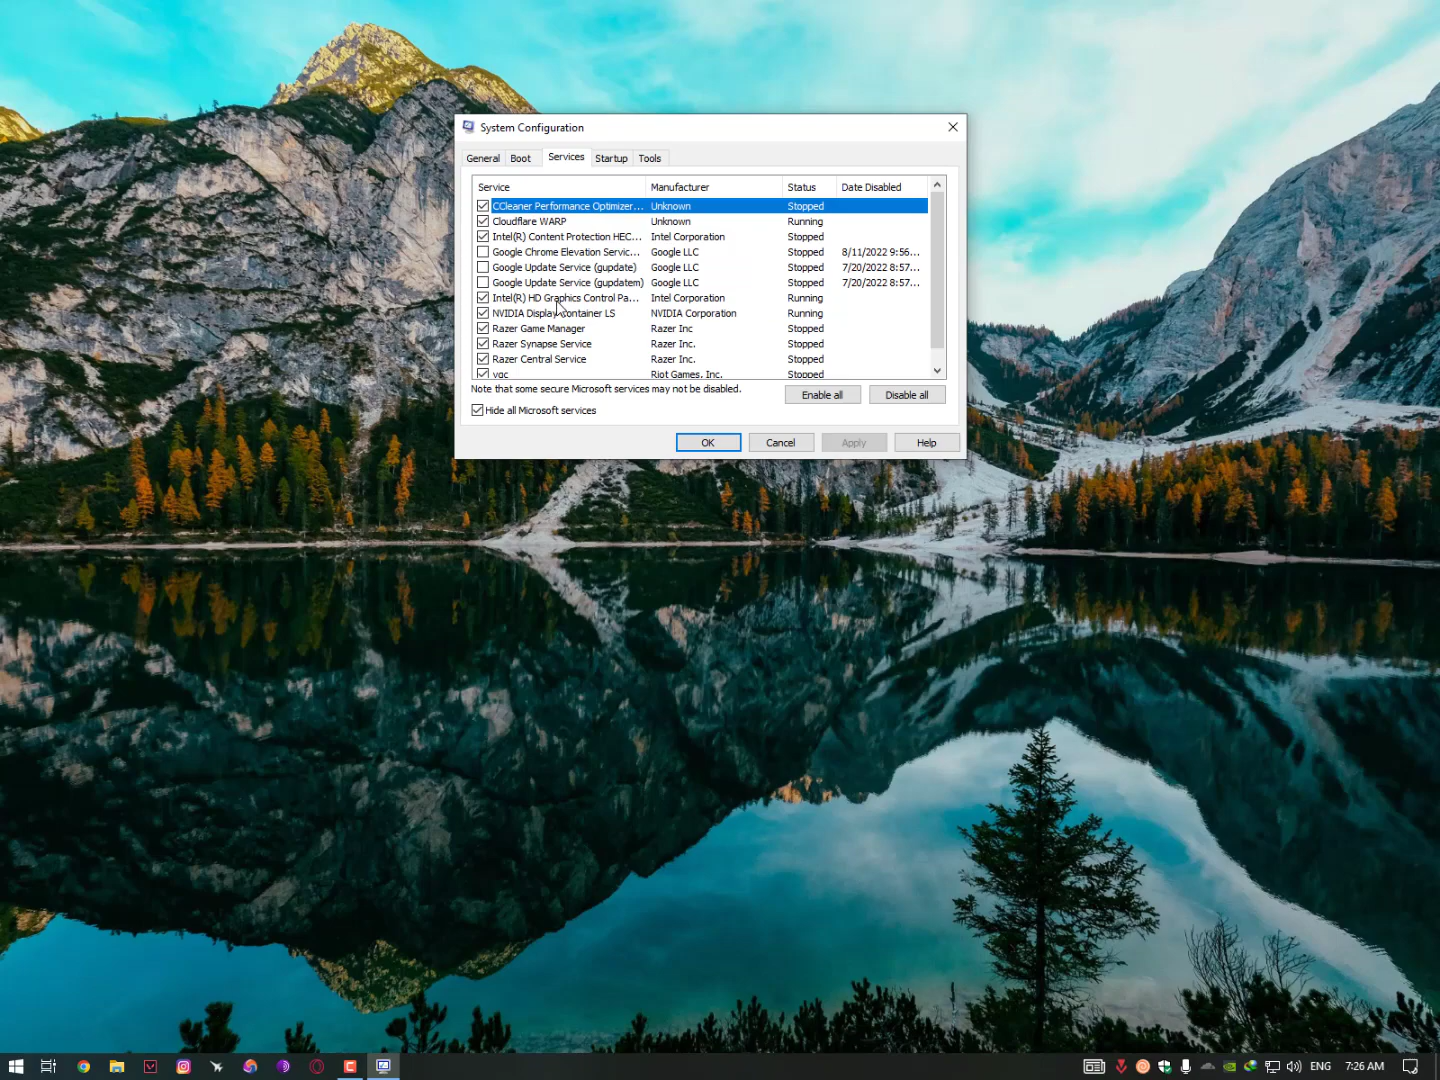 System Configuration
General Boot Services Startup Tools
Service Manufacturer Status Date Disabled
CCleaner Performance Optimizer... Unknown Stopped
Cloudflare WARP Unknown Running
Intel(R) Content Protection HEC... Intel Corporation Stopped
Google Chrome Elevation Servic... Google LLC Stopped 8/11/2022 9:56...
Google Update Service (gupdate) Google LLC Stopped 7/20/2022 8:57...
Google Update Service (gupdatem) Google LLC Stopped 7/20/2022 8:57...
Intel(R) HD Graphics Control Pa... Intel Corporation Running
NVIDIA Display Container LS NVIDIA Corporation Running
Razer Game Manager Razer Inc Stopped
Razer Synapse Service Razer Inc. Stopped
Razer Central Service Razer Inc. Stopped
vgc Riot Games, Inc. Stopped
Note that some secure Microsoft services may not be disabled.
Enable all Disable all
Hide all Microsoft services
OK Cancel Apply Help
ENG 7:26 AM